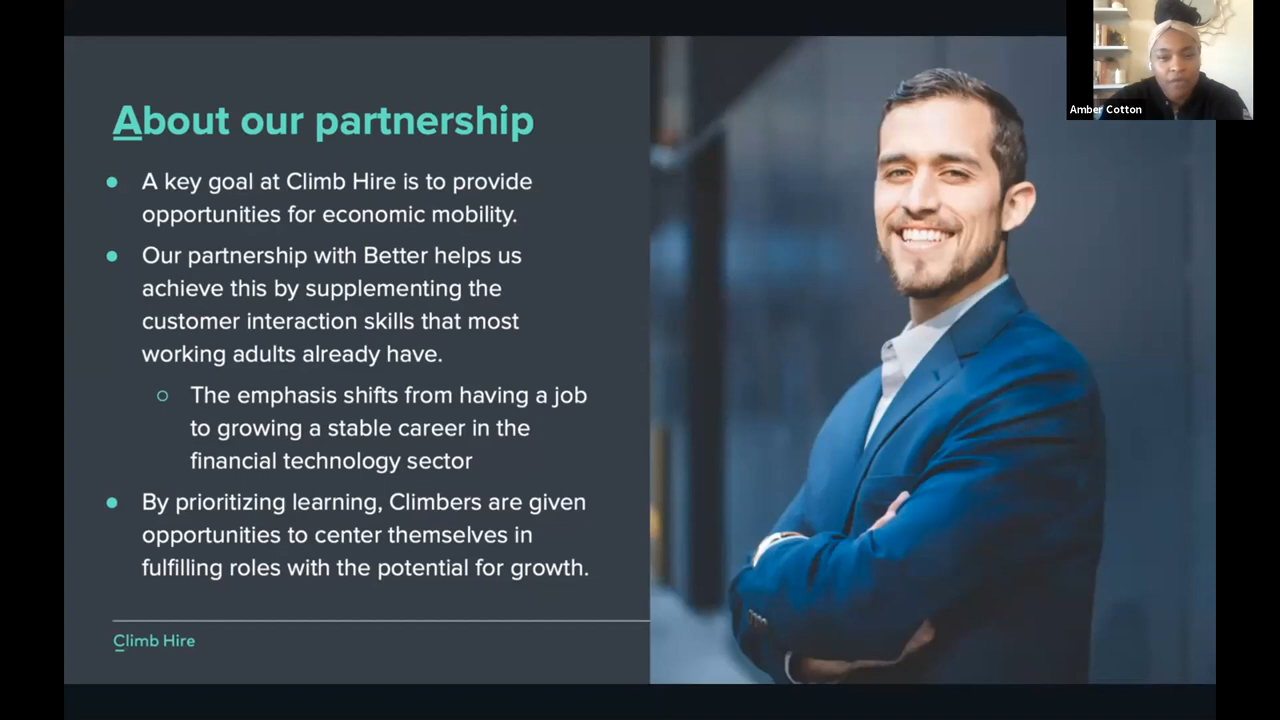 About our partnership
A key goal at Climb Hire is to provide
opportunities for economic mobility.
Our partnership with Better helps us
achieve this by supplementing the
customer interaction skills that most
working adults already have.
The emphasis shifts from having a job
to growing a stable career in the
financial technology sector
By prioritizing learning, Climbers are given
opportunities to center themselves in
fulfilling roles with the potential for growth.
Climb Hire
Amber Cotton